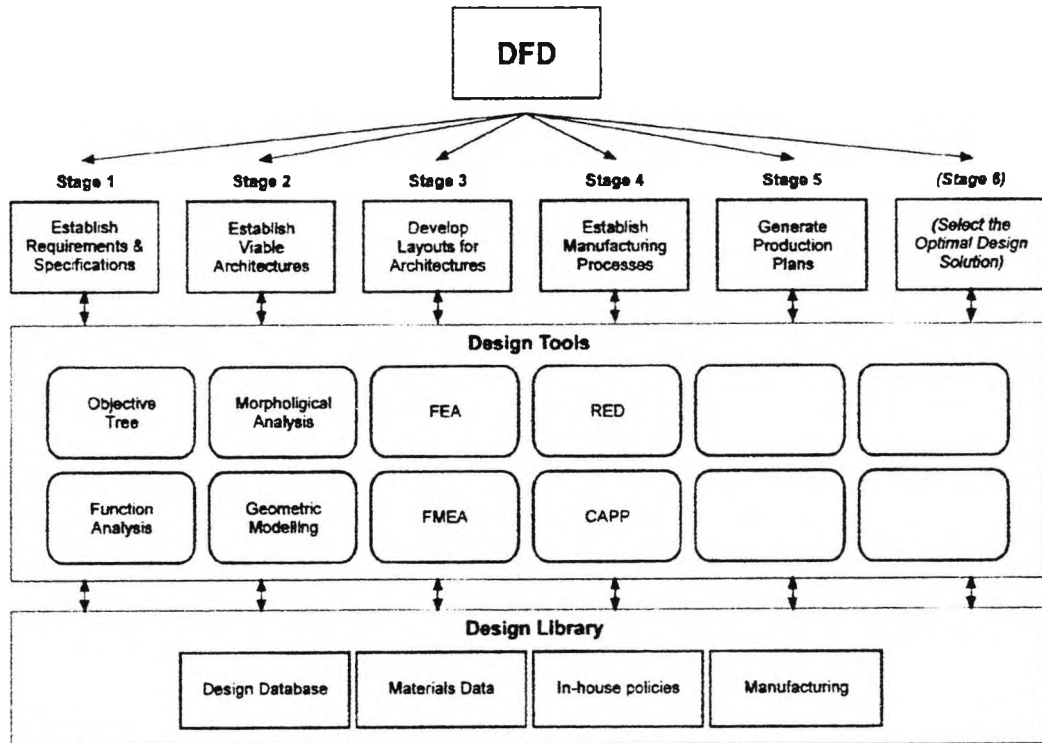 DFD
Stage 1
Stage 2
Stage 3
Stage 4
Stage 5
(Stage 6)
Establish
Requirements &
Specifications
Establish
Viable
Architectures
Develop
Layouts for
Architectures
Establish
Manufacturing
Processes
Generate
Production
Plans
(Select the
Optimal Design
Solution)
Design Tools
Objective
Tree
Morpholigical
Analysis
FEA
RED
Function
Analysis
Geometric
Modelling
FMEA
CAPP
Design Library
Design Database
Materials Data
In-house policies
Manufacturing